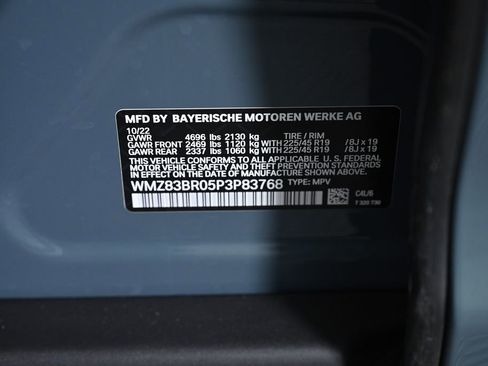 MFD BY BAYERISCHE MOTOREN WERKE AG
10/22
GVWR 4696 lbs 2130 kg TIRE / RIM
GAWR FRONT 2469 lbs 1120 kg WITH 225/45 R19 / 8J x 19
GAWR REAR 2337 lbs 1060 kg WITH 225/45 R19 / 8J x 19
THIS VEHICLE CONFORMS TO ALL APPLICABLE U. S. FEDERAL
MOTOR VEHICLE SAFETY AND THEFT PREVENTION STANDARDS
IN EFFECT ON THE DATE OF MANUFACTURE SHOWN ABOVE.
WMZ83BR05P3P83768 TYPE: MPV
C4L/6
T 320 730